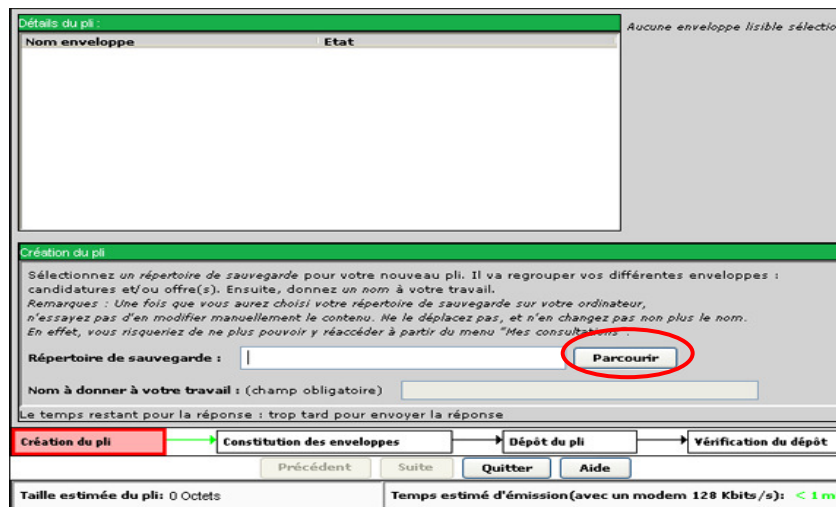 Détails du pli :
Aucune enveloppe lisible sélectio
Nom enveloppe Etat
Création du pli
Sélectionnez un répertoire de sauvegarde pour votre nouveau pli. Il va regrouper vos différentes enveloppes :
candidatures et/ou offre(s). Ensuite, donnez un nom à votre travail.
Remarques : Une fois que vous aurez choisi votre répertoire de sauvegarde sur votre ordinateur,
n'essayez pas d'en modifier manuellement le contenu. Ne le déplacez pas, et n'en changez pas non plus le nom.
En effet, vous risqueriez de ne plus pouvoir y réaccéder à partir du menu "Mes consultations".
Répertoire de sauvegarde : Parcourir
Nom à donner à votre travail : (champ obligatoire)
Le temps restant pour la réponse : trop tard pour envoyer la réponse
Création du pli Constitution des enveloppes Dépôt du pli Vérification du dépôt
Précédent Suite Quitter Aide
Taille estimée du pli: 0 Octets Temps estimé d'émission(avec un modem 128 Kbits/s): < 1 m